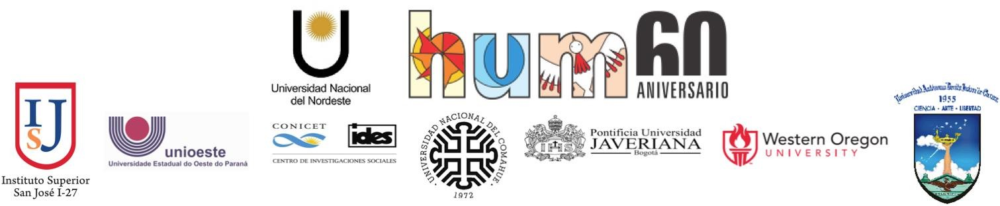 Universidad Nacional
del Nordeste
hum 60
ANIVERSARIO
ISJ
Instituto Superior
San José I-27
unioeste
Universidade Estadual do Oeste do Paraná
CONICET
ides
CENTRO DE INVESTIGACIONES SOCIALES
UNIVERSIDAD NACIONAL DEL COMAHUE
1972
IHS
Pontificia Universidad
JAVERIANA
Bogotá
Western Oregon
UNIVERSITY
Universidad Autónoma Benito Juárez de Oaxaca
1955
CIENCIA - ARTE - LIBERTAD